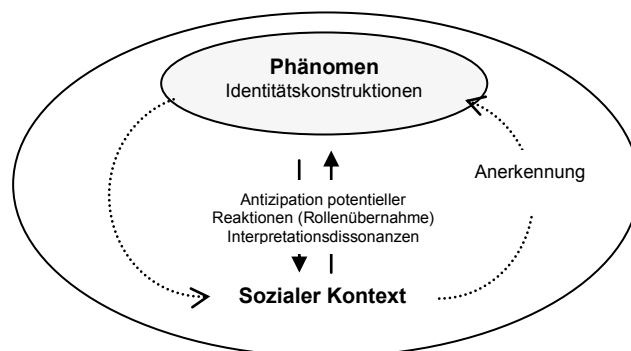 Phänomen
Identitätskonstruktionen
Anerkennung
Antizipation potentieller
Reaktionen (Rollenübernahme)
Interpretationsdissonanzen
Sozialer Kontext